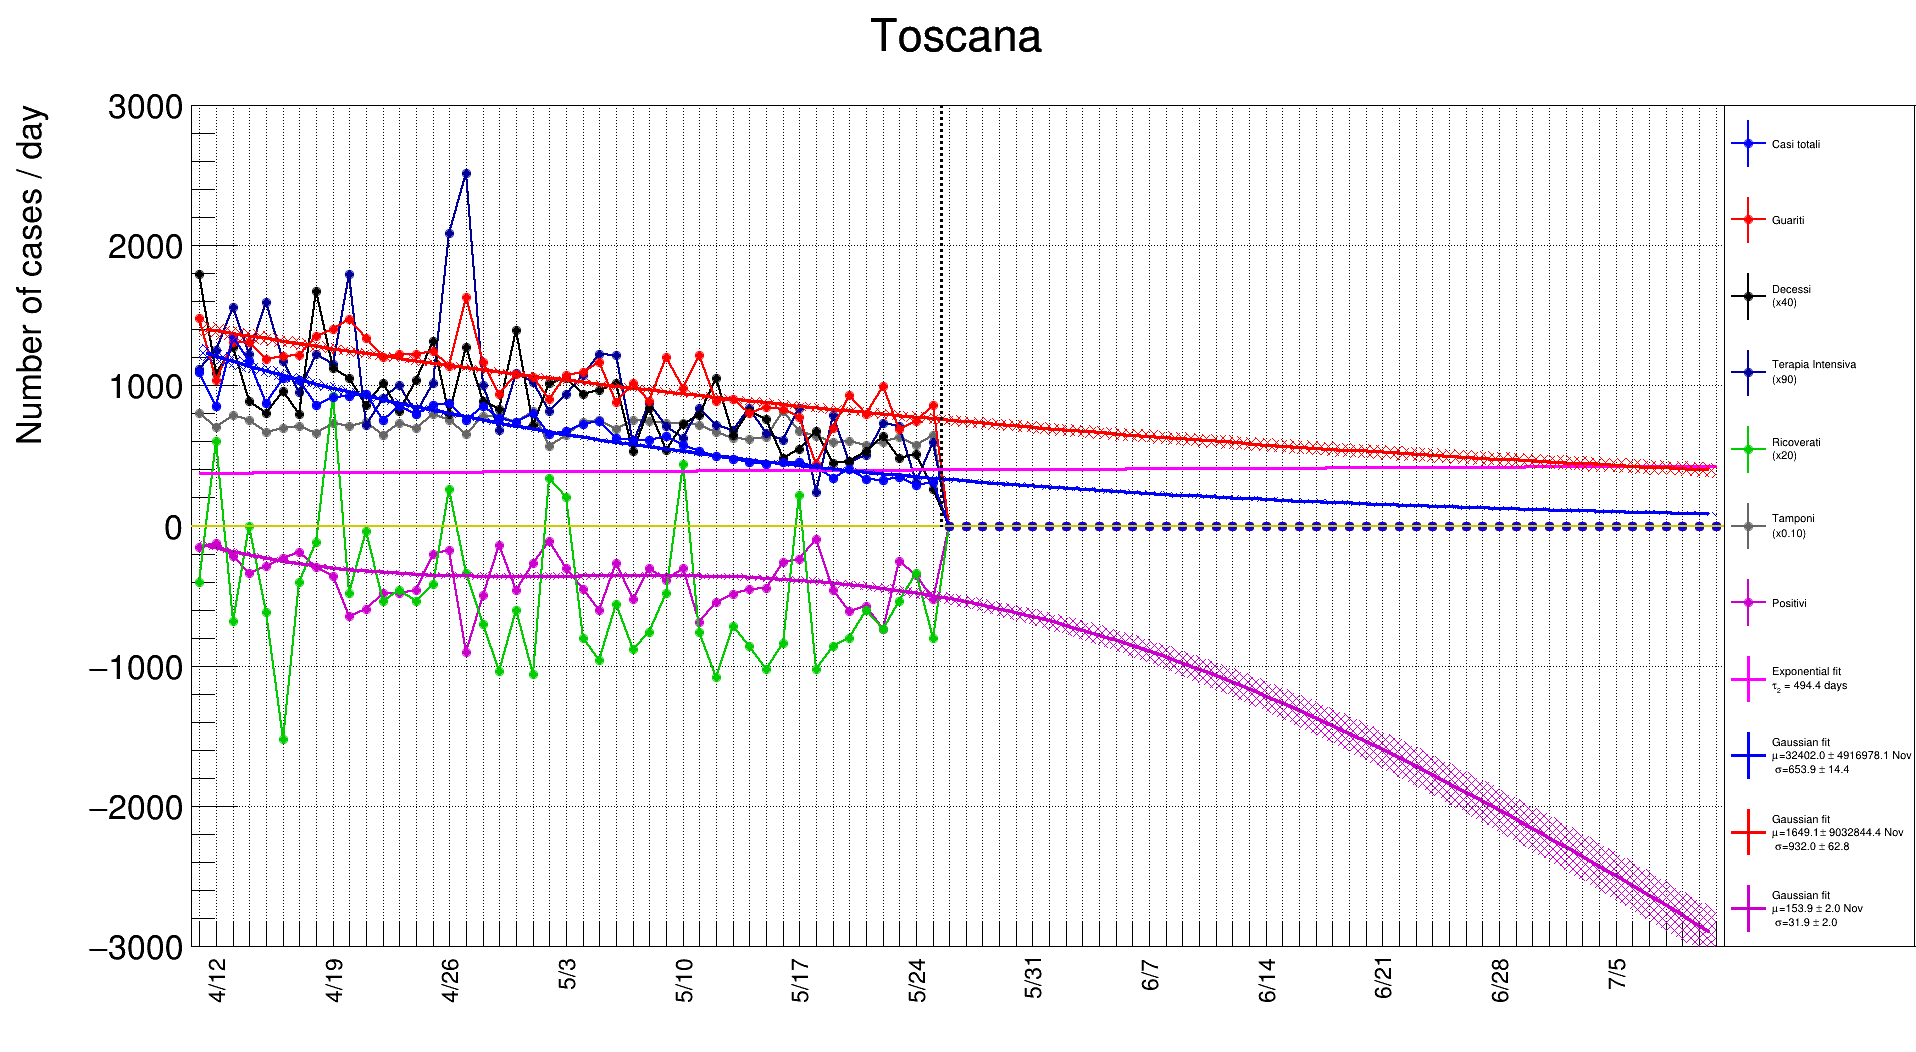 Toscana
Number of cases / day
3000
2000
1000
0
−1000
−2000
−3000
4/12
4/19
4/26
5/3
5/10
5/17
5/24
5/31
6/7
6/14
6/21
6/28
7/5
Casi totali
Guariti
Decessi
(x40)
Terapia Intensiva
(x90)
Ricoverati
(x20)
Tamponi
(x0.10)
Positivi
Exponential fit
τ₂ = 494.4 days
Gaussian fit
μ=32402.0 ± 4916978.1 Nov
σ=653.9 ± 14.4
Gaussian fit
μ=1649.1 ± 9032844.4 Nov
σ=932.0 ± 62.8
Gaussian fit
μ=153.9 ± 2.0 Nov
σ=31.9 ± 2.0